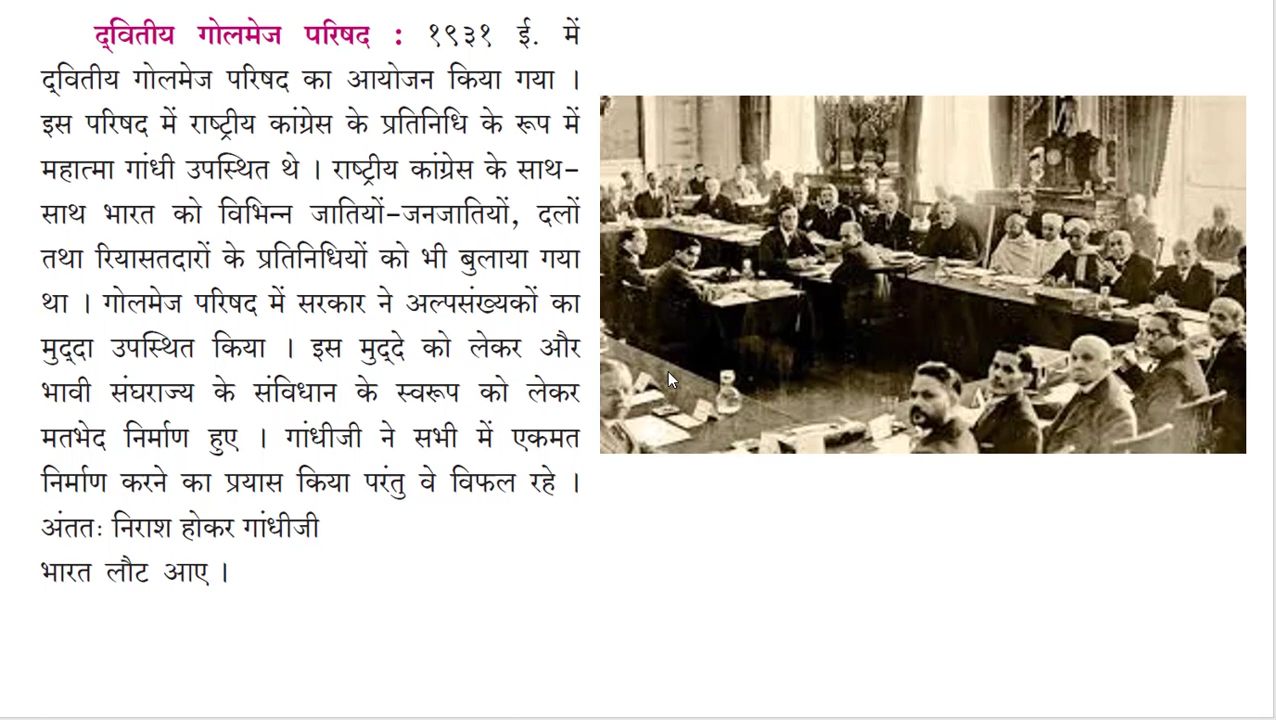 द्वितीय गोलमेज परिषद : १९३१ ई. में
द्वितीय गोलमेज परिषद का आयोजन किया गया ।
इस परिषद में राष्ट्रीय कांग्रेस के प्रतिनिधि के रूप में
महात्मा गांधी उपस्थित थे । राष्ट्रीय कांग्रेस के साथ-
साथ भारत को विभिन्न जातियों-जनजातियों, दलों
तथा रियासतदारों के प्रतिनिधियों को भी बुलाया गया
था । गोलमेज परिषद में सरकार ने अल्पसंख्यकों का
मुद्दा उपस्थित किया । इस मुद्दे को लेकर और
भावी संघराज्य के संविधान के स्वरूप को लेकर
मतभेद निर्माण हुए । गांधीजी ने सभी में एकमत
निर्माण करने का प्रयास किया परंतु वे विफल रहे ।
अंततः निराश होकर गांधीजी
भारत लौट आए ।